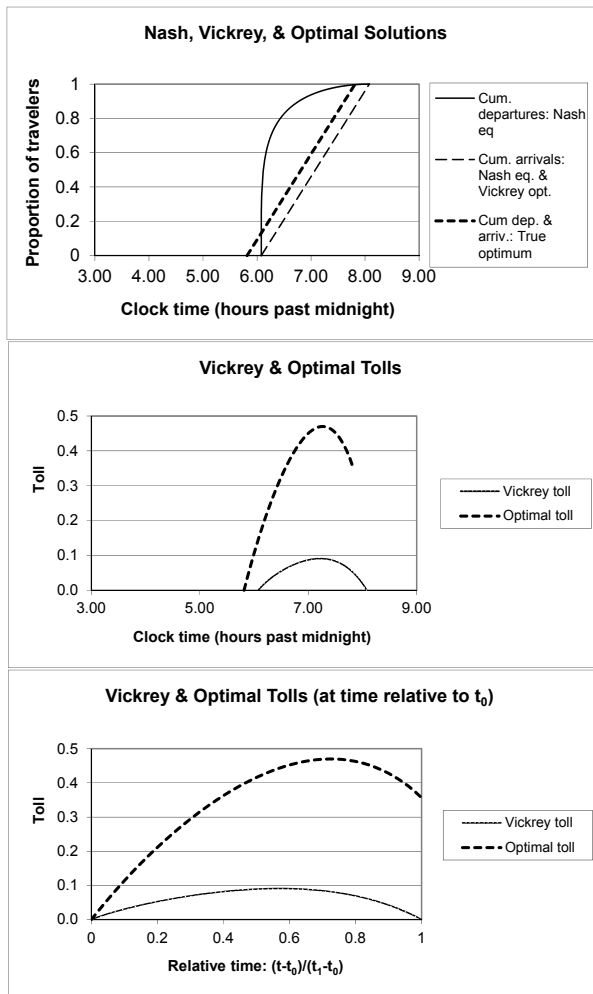 Nash, Vickrey, & Optimal Solutions
Proportion of travelers
1
0.8
0.6
0.4
0.2
0
3.00 4.00 5.00 6.00 7.00 8.00 9.00
Clock time (hours past midnight)
Cum.
departures: Nash
eq
Cum. arrivals:
Nash eq. &
Vickrey opt.
Cum dep. &
arriv.: True
optimum
Vickrey & Optimal Tolls
Toll
0.5
0.4
0.3
0.2
0.1
0.0
3.00 5.00 7.00 9.00
Clock time (hours past midnight)
Vickrey toll
Optimal toll
Vickrey & Optimal Tolls (at time relative to t0)
Toll
0.5
0.4
0.3
0.2
0.1
0.0
0 0.2 0.4 0.6 0.8 1
Relative time: (t-t0)/(t1-t0)
Vickrey toll
Optimal toll